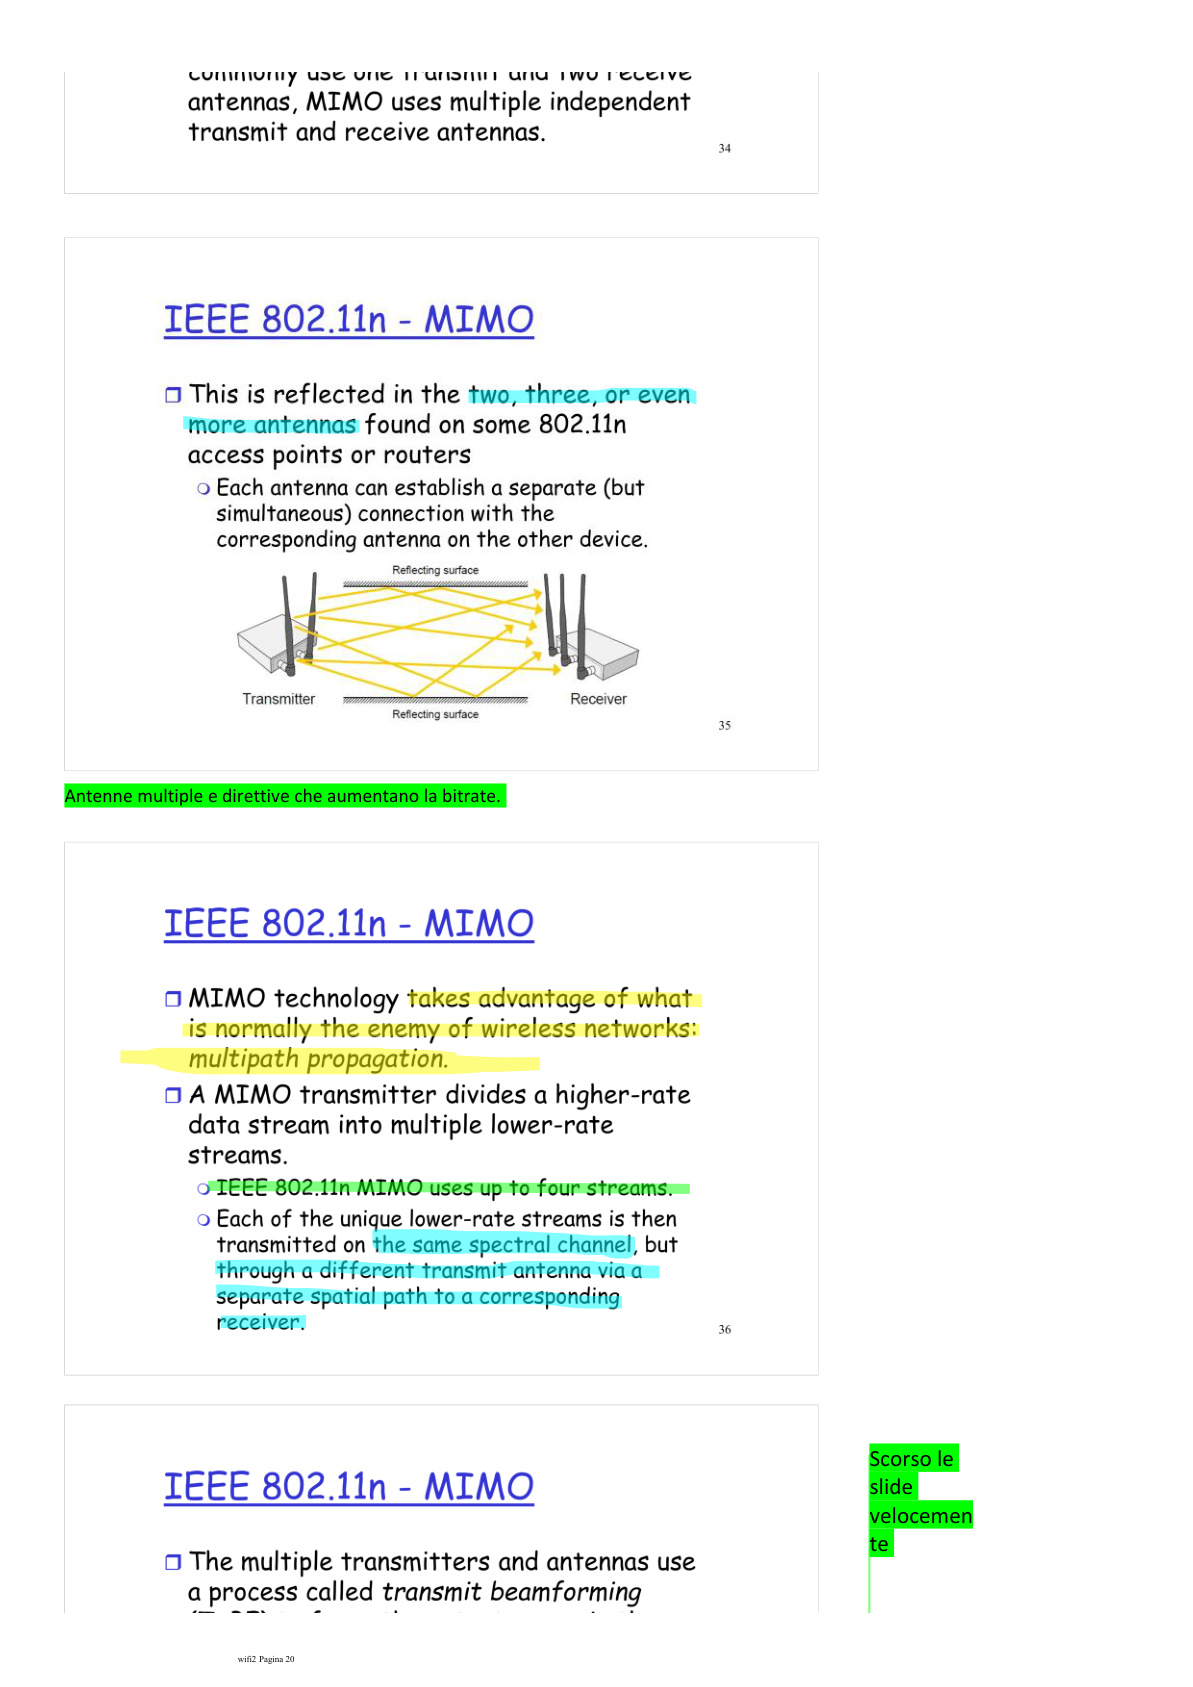 commonly use one transmit and two receive
antennas, MIMO uses multiple independent
transmit and receive antennas.
34
IEEE 802.11n - MIMO
This is reflected in the two, three, or even
more antennas found on some 802.11n
access points or routers
Each antenna can establish a separate (but
simultaneous) connection with the
corresponding antenna on the other device.
Reflecting surface
Transmitter
Receiver
Reflecting surface
35
Antenne multiple e direttive che aumentano la bitrate.
IEEE 802.11n - MIMO
MIMO technology takes advantage of what
is normally the enemy of wireless networks:
multipath propagation.
A MIMO transmitter divides a higher-rate
data stream into multiple lower-rate
streams.
IEEE 802.11n MIMO uses up to four streams.
Each of the unique lower-rate streams is then
transmitted on the same spectral channel, but
through a different transmit antenna via a
separate spatial path to a corresponding
receiver.
36
IEEE 802.11n - MIMO
The multiple transmitters and antennas use
a process called transmit beamforming
Scorso le
slide
velocemen
te
wifi2 Pagina 20